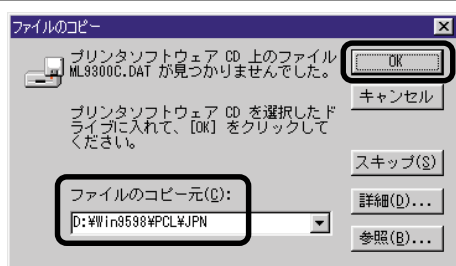 ファイルのコピー
プリンタソフトウェア CD 上のファイル
ML9300C.DAT が見つかりませんでした。
プリンタソフトウェア CD を選択したド
ライブに入れて、[OK] をクリックして
ください。
ファイルのコピー元(C):
D:¥Win9598¥PCL¥JPN
OK
キャンセル
スキップ(S)
詳細(D)...
参照(B)...